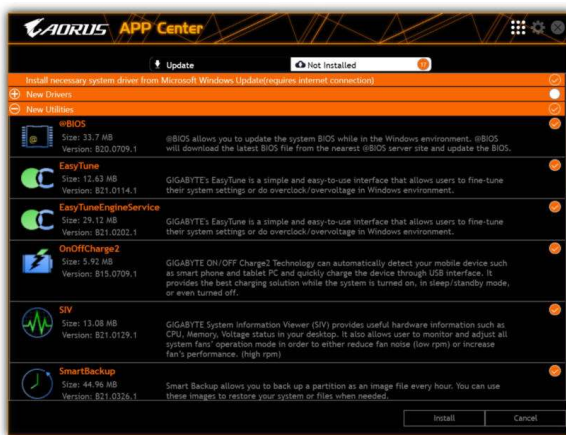 AORUS APP Center
Update
Not Installed
Install necessary system driver from Microsoft Windows Update(requires internet connection)
New Drivers
New Utilities
@BIOS
Size: 33.7 MB
Version: B20.0709.1
@BIOS allows you to update the system BIOS while in the Windows environment. @BIOS
will download the latest BIOS file from the nearest @BIOS server site and update the BIOS.
EasyTune
Size: 12.63 MB
Version: B21.0114.1
GIGABYTE's EasyTune is a simple and easy-to-use interface that allows users to fine-tune
their system settings or do overclock/overvoltage in Windows environment.
EasyTuneEngineService
Size: 29.12 MB
Version: B21.0202.1
GIGABYTE's EasyTune is a simple and easy-to-use interface that allows users to fine-tune
their system settings or do overclock/overvoltage in Windows environment.
OnOffCharge2
Size: 5.92 MB
Version: B15.0709.1
GIGABYTE ON/OFF Charge2 Technology can automatically detect your mobile device such
as smart phone and tablet PC and quickly charge the device through USB interface. It
provides the best charging solution while the system is turned on, in sleep/standby mode,
or even turned off.
SIV
Size: 13.08 MB
Version: B21.0129.1
GIGABYTE System Information Viewer (SIV) provides useful hardware information such as
CPU, Memory, Voltage status in your desktop. It also allows user to monitor and adjust all
system fans' operation mode in order to either reduce fan noise (low rpm) or increase
fan's performance. (high rpm)
SmartBackup
Size: 44.96 MB
Version: B21.0326.1
Smart Backup allows you to back up a partition as an image file every hour. You can use
these images to restore your system or files when needed.
Install
Cancel